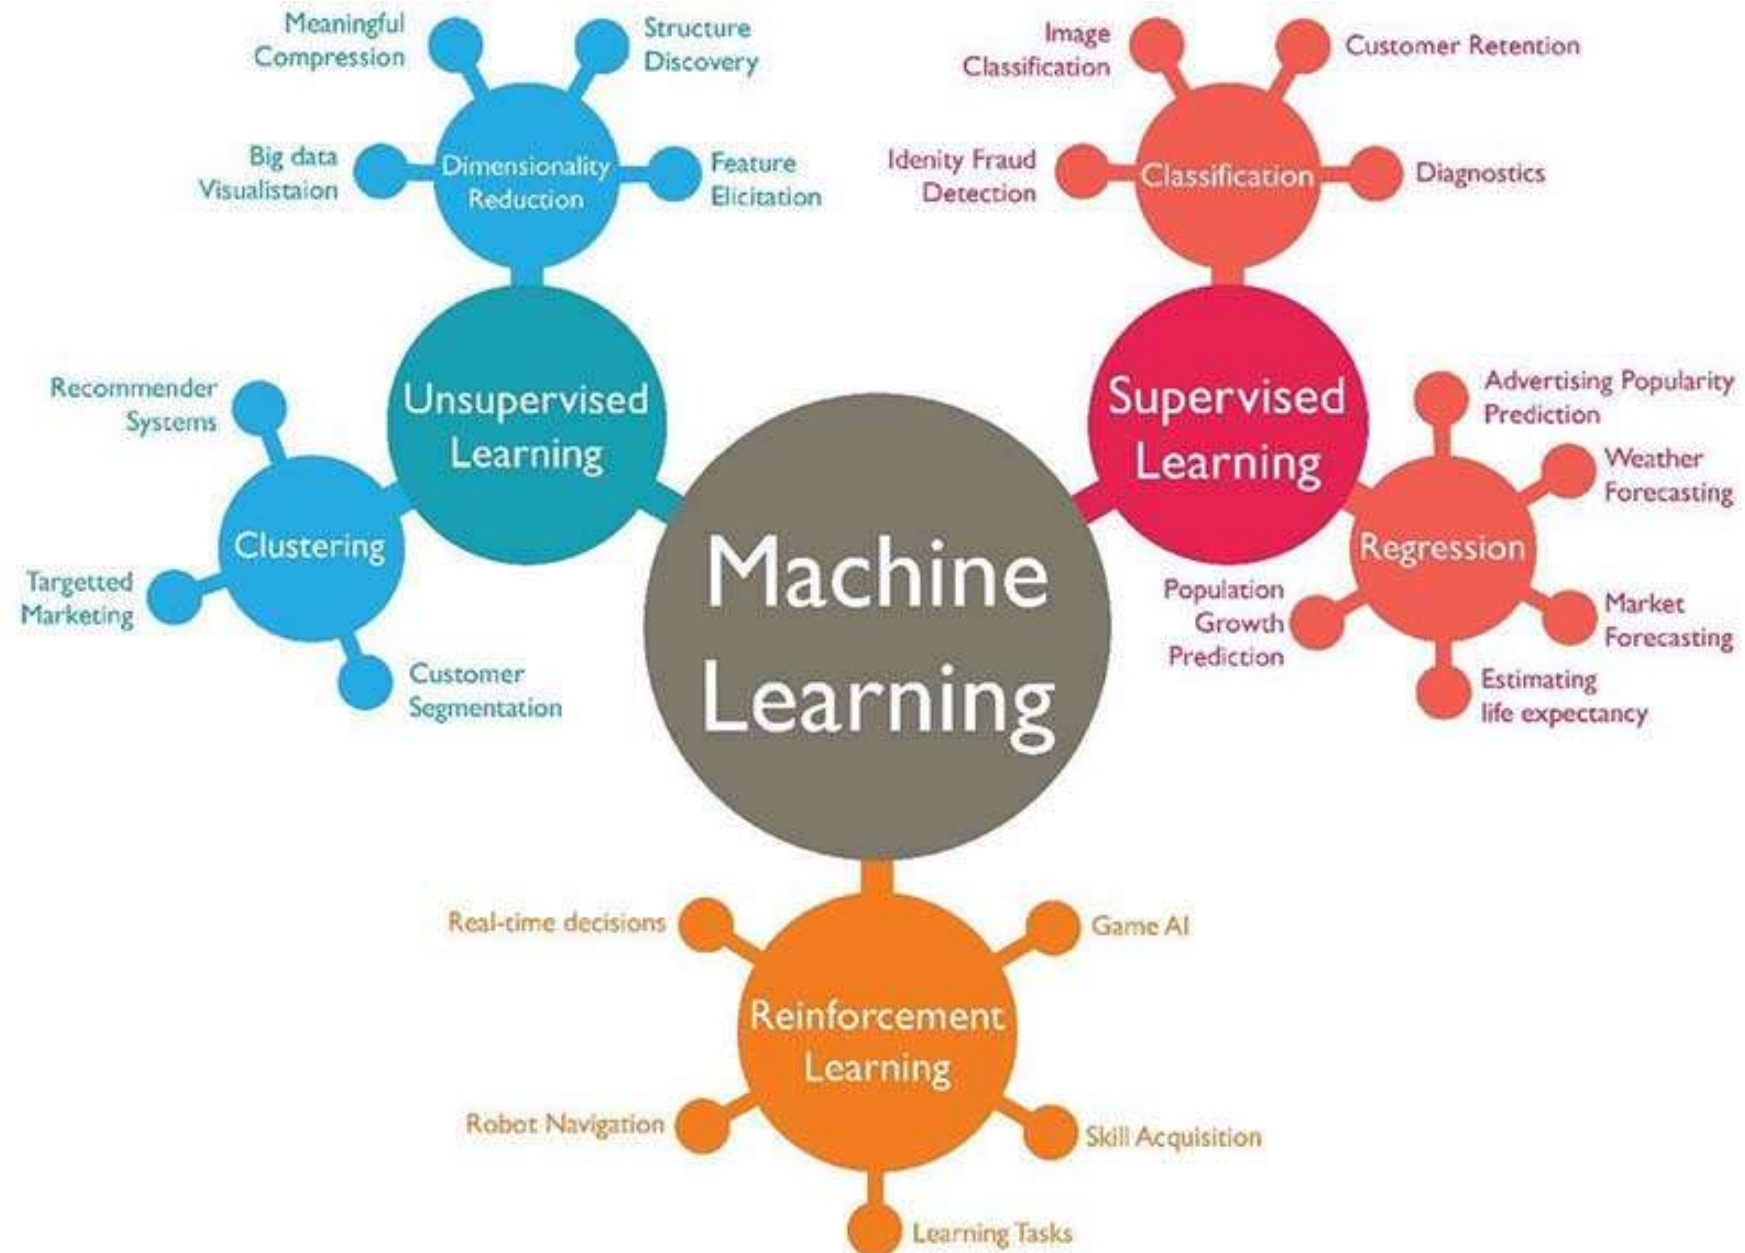 Meaningful
Compression
Structure
Discovery
Big data
Visualistaion
Dimensionality
Reduction
Feature
Elicitation
Image
Classification
Customer Retention
Idenity Fraud
Detection
Classification
Diagnostics
Recommender
Systems
Unsupervised
Learning
Clustering
Targetted
Marketing
Customer
Segmentation
Machine
Learning
Supervised
Learning
Advertising Popularity
Prediction
Weather
Forecasting
Regression
Population
Growth
Prediction
Market
Forecasting
Estimating
life expectancy
Real-time decisions
Game AI
Reinforcement
Learning
Robot Navigation
Skill Acquisition
Learning Tasks